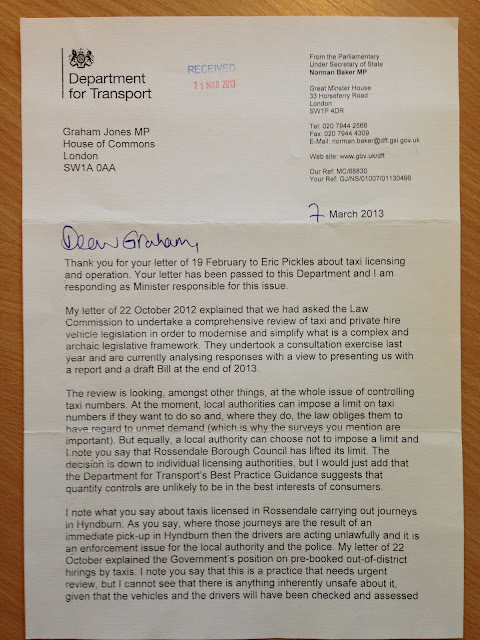 Department
for Transport
RECEIVED
11 MAR 2013
From the Parliamentary
Under Secretary of State
Norman Baker MP
Great Minster House
33 Horseferry Road
London
SW1P 4DR
Tel: 020 7944 2566
Fax: 020 7944 4309
E-Mail: norman.baker@dft.gsi.gov.uk
Web site: www.gov.uk/dft
Our Ref: MC/68830
Your Ref: GJ/NS/01007/01130496
Graham Jones MP
House of Commons
London
SW1A 0AA
7 March 2013
Dear Graham,
Thank you for your letter of 19 February to Eric Pickles about taxi licensing
and operation. Your letter has been passed to this Department and I am
responding as Minister responsible for this issue.
My letter of 22 October 2012 explained that we had asked the Law
Commission to undertake a comprehensive review of taxi and private hire
vehicle legislation in order to modernise and simplify what is a complex and
archaic legislative framework. They undertook a consultation exercise last
year and are currently analysing responses with a view to presenting us with
a report and a draft Bill at the end of 2013.
The review is looking, amongst other things, at the whole issue of controlling
taxi numbers. At the moment, local authorities can impose a limit on taxi
numbers if they want to do so and, where they do, the law obliges them to
have regard to unmet demand (which is why the surveys you mention are
important). But equally, a local authority can choose not to impose a limit and
I note you say that Rossendale Borough Council has lifted its limit. The
decision is down to individual licensing authorities, but I would just add that
the Department for Transport's Best Practice Guidance suggests that
quantity controls are unlikely to be in the best interests of consumers.
I note what you say about taxis licensed in Rossendale carrying out journeys
in Hyndburn. As you say, where those journeys are the result of an
immediate pick-up in Hyndburn then the drivers are acting unlawfully and it is
an enforcement issue for the local authority and the police. My letter of 22
October explained the Government's position on pre-booked out-of-district
hirings by taxis. I note you say that this is a practice that needs urgent
review, but I cannot see that there is anything inherently unsafe about it,
given that the vehicles and the drivers will have been checked and assessed